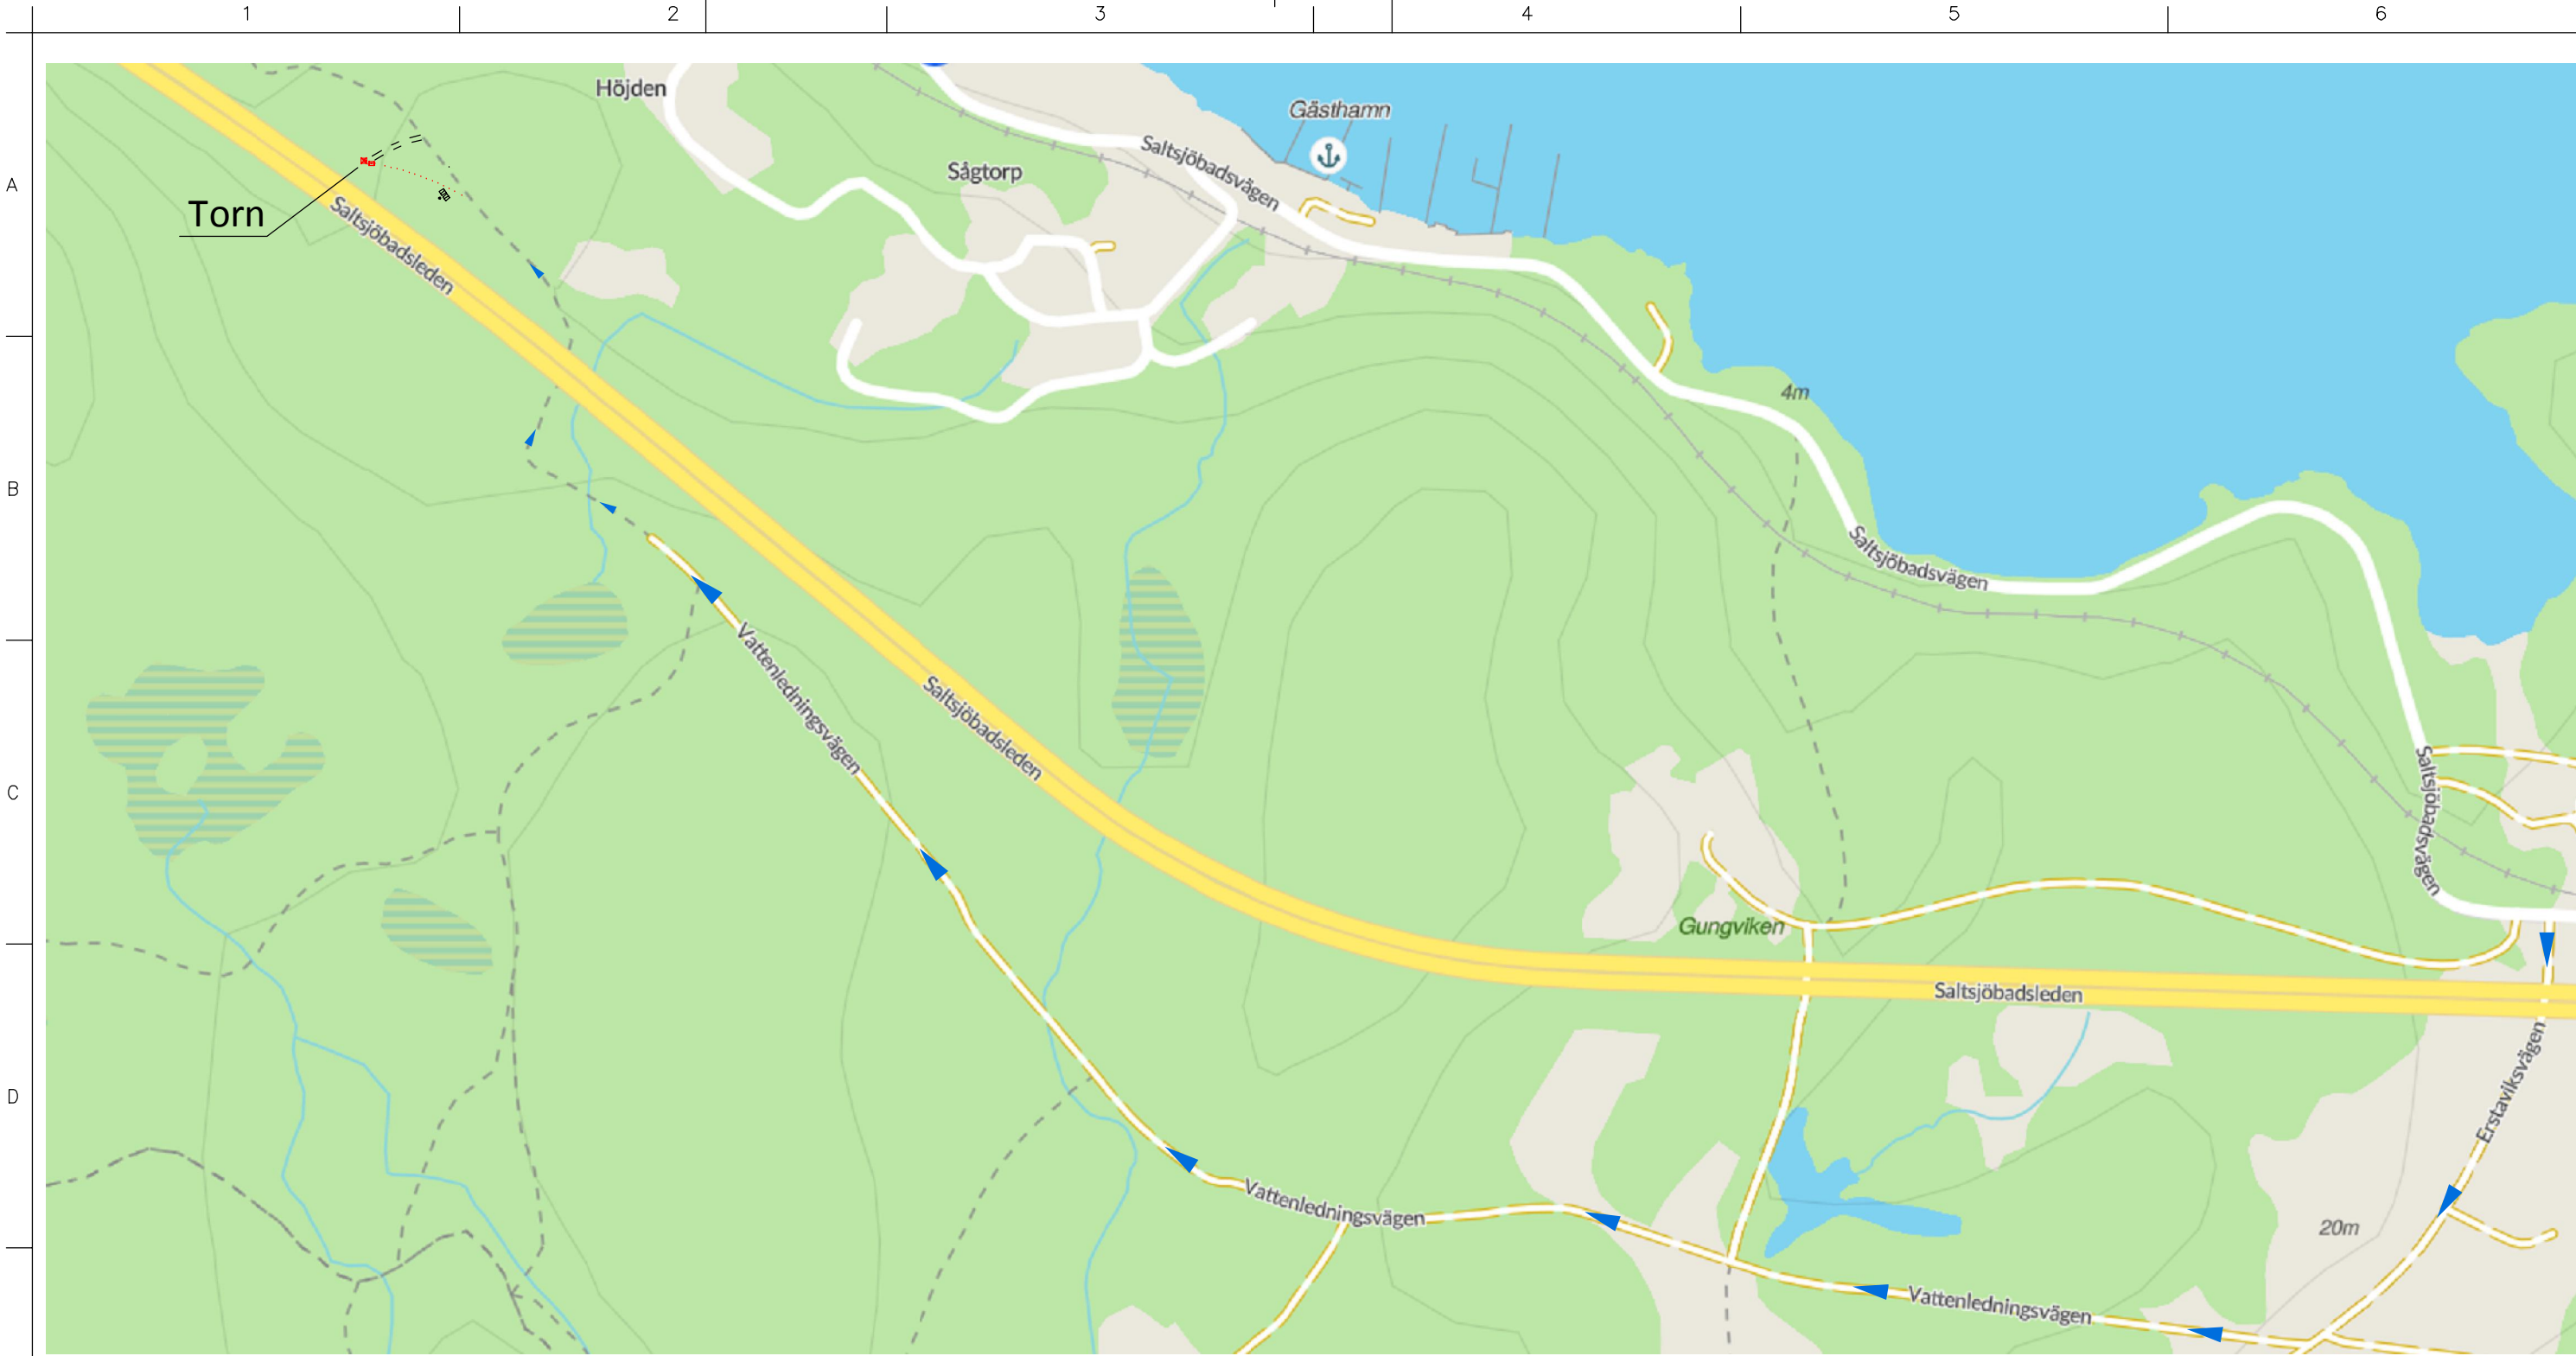 1 2 3 4 5 6
A
B
C
D
Höjden
Gästhamn
Sågtorp
Saltsjöbadsvägen
Torn
Saltsjöbadsleden
4m
Saltsjöbadsvägen
Vattenledningsvägen
Saltsjöbadsleden
Saltsjöbadsvägen
Gungviken
Saltsjöbadsleden
Erstaviksvägen
Vattenledningsvägen
20m
Vattenledningsvägen